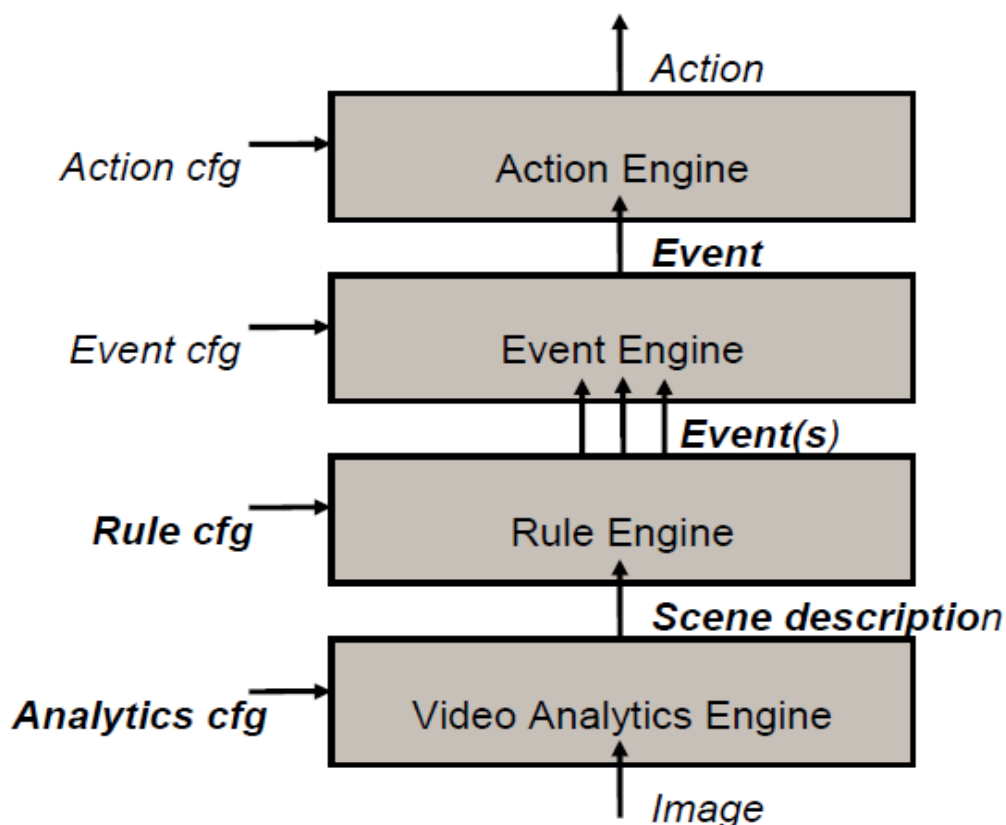 Action
Action cfg
Action Engine
Event
Event cfg
Event Engine
Event(s)
Rule cfg
Rule Engine
Scene description
Analytics cfg
Video Analytics Engine
Image